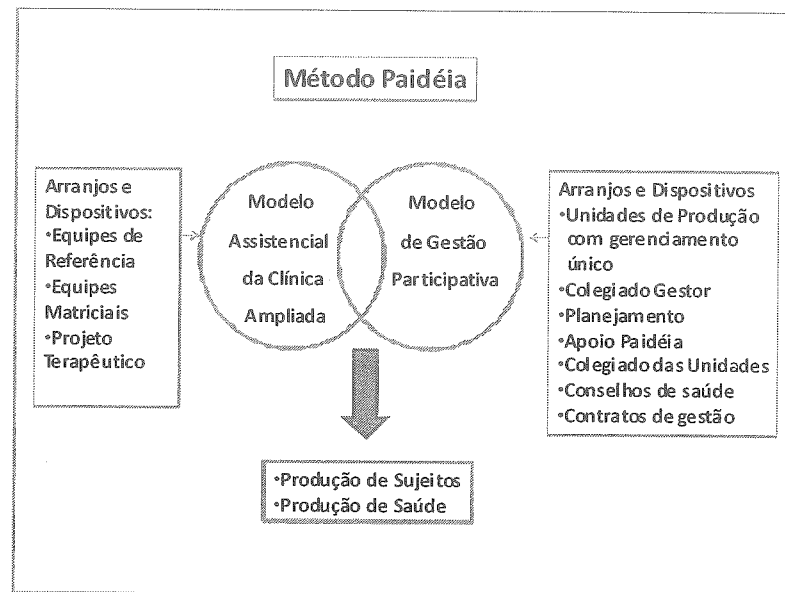 Método Paidéia
Arranjos e
Dispositivos:
•Equipes de
Referência
•Equipes
Matriciais
•Projeto
Terapêutico
Modelo
Assistencial
da Clínica
Ampliada
Modelo
de Gestão
Participativa
Arranjos e Dispositivos
•Unidades de Produção
com gerenciamento
único
•Colegiado Gestor
•Planejamento
•Apoio Paidéia
•Colegiado das Unidades
•Conselhos de saúde
•Contratos de gestão
•Produção de Sujeitos
•Produção de Saúde